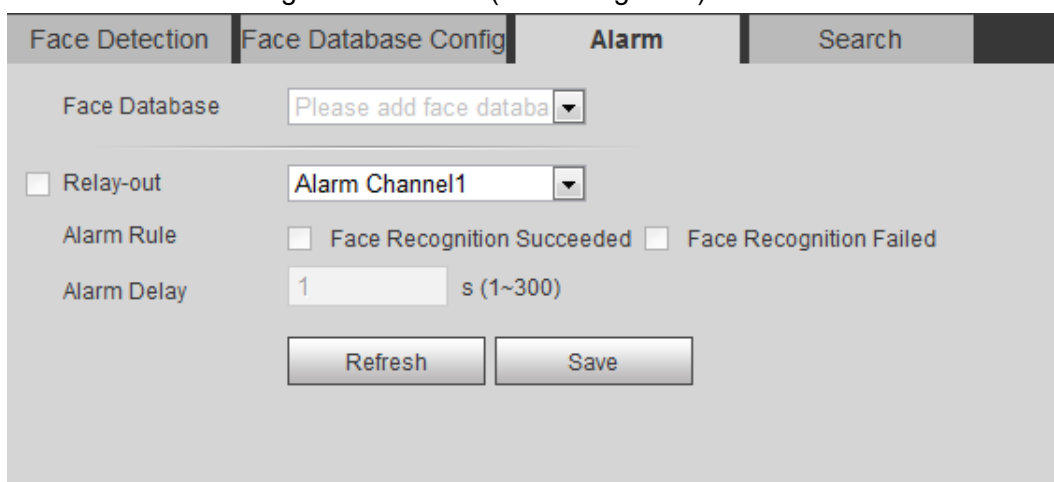 Face Detection Face Database Config Alarm Search
Face Database Please add face databa
Relay-out Alarm Channel1
Alarm Rule Face Recognition Succeeded Face Recognition Failed
Alarm Delay 1 s (1~300)
Refresh Save